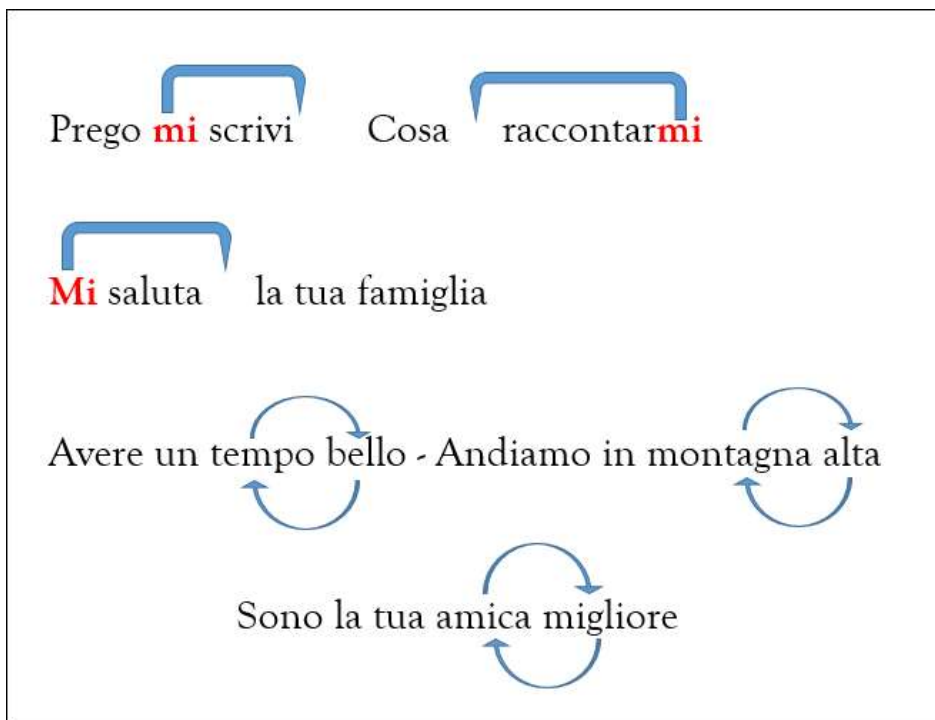 Prego mi scrivi Cosa raccontarmi
Mi saluta la tua famiglia
Avere un tempo bello - Andiamo in montagna alta
Sono la tua amica migliore